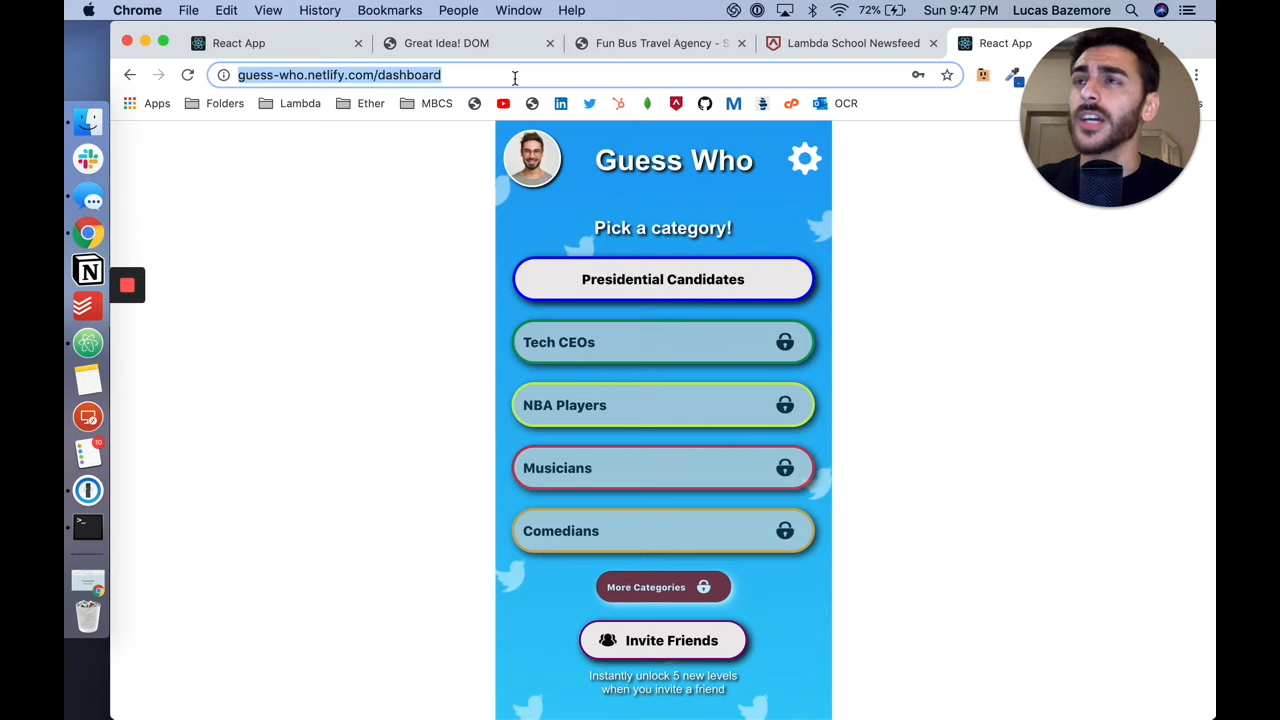 Chrome File Edit View History Bookmarks People Window Help 72% Sun 9:47 PM Lucas Bazemore
React App Great Idea! DOM Fun Bus Travel Agency - S Lambda School Newsfeed React App
guess-who.netlify.com/dashboard
Apps Folders Lambda Ether MBCS OCR
Guess Who
Pick a category!
Presidential Candidates
Tech CEOs
NBA Players
Musicians
Comedians
More Categories
Invite Friends
Instantly unlock 5 new levels
when you invite a friend
10